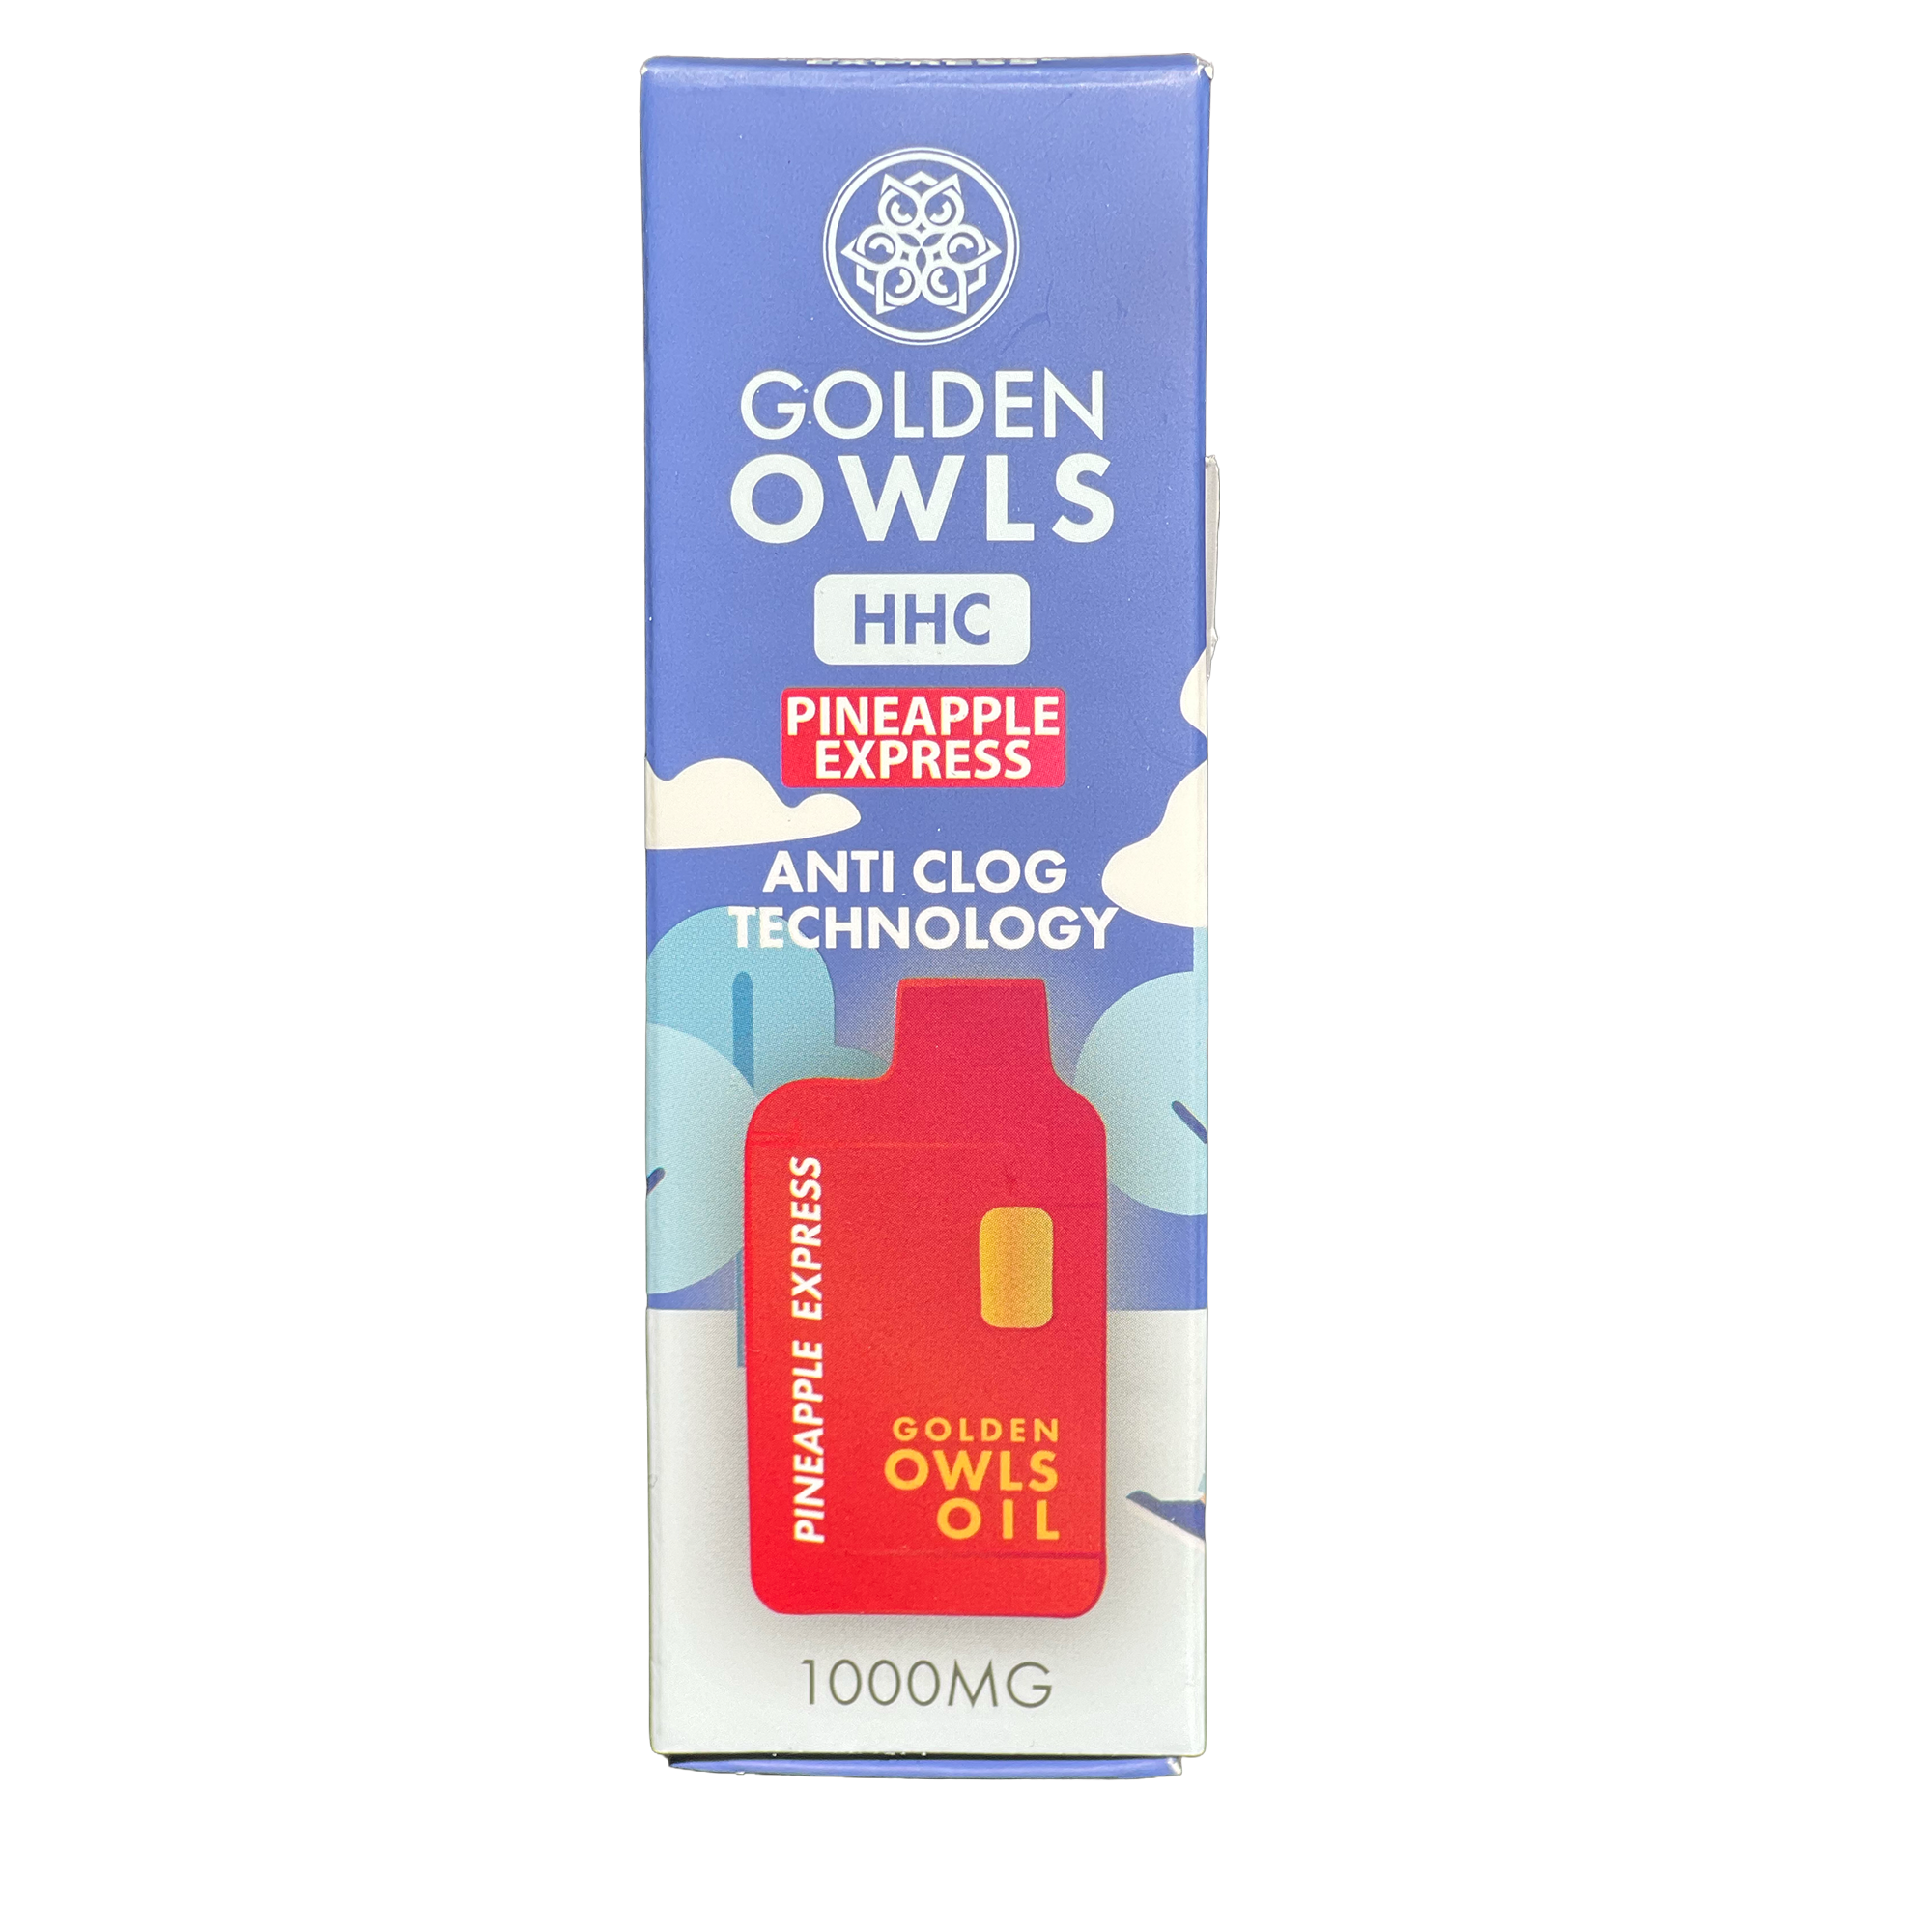 GOLDEN
OWLS
HHC
PINEAPPLE
EXPRESS
ANTI CLOG
TECHNOLOGY
PINEAPPLE EXPRESS
GOLDEN
OWLS
OIL
1000MG